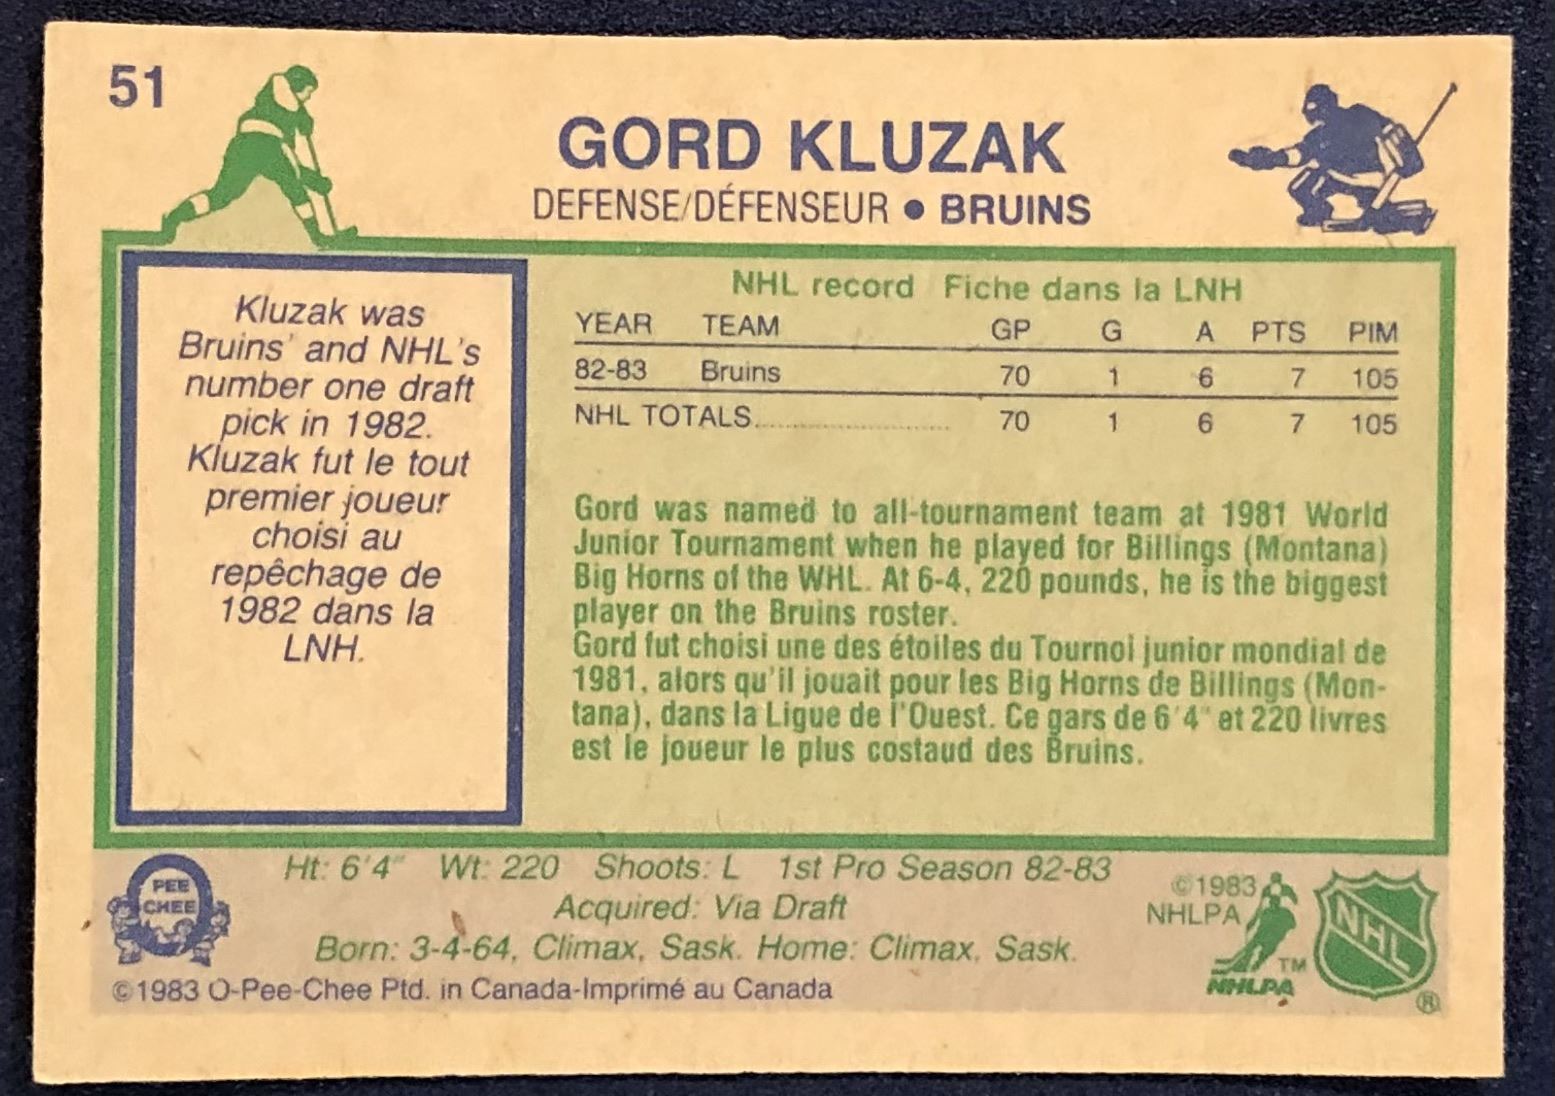 51
GORD KLUZAK
DEFENSE/DÉFENSEUR • BRUINS
Kluzak was
Bruins' and NHL's
number one draft
pick in 1982.
Kluzak fut le tout
premier joueur
choisi au
repêchage de
1982 dans la
LNH.
NHL record Fiche dans la LNH
YEAR TEAM GP G A PTS PIM
82-83 Bruins 70 1 6 7 105
NHL TOTALS.............................. 70 1 6 7 105
Gord was named to all-tournament team at 1981 World
Junior Tournament when he played for Billings (Montana)
Big Horns of the WHL. At 6-4, 220 pounds, he is the biggest
player on the Bruins roster.
Gord fut choisi une des étoiles du Tournoi junior mondial de
1981, alors qu'il jouait pour les Big Horns de Billings (Mon-
tana), dans la Ligue de l'Ouest. Ce gars de 6'4" et 220 livres
est le joueur le plus costaud des Bruins.
Ht: 6'4" Wt: 220 Shoots: L 1st Pro Season 82-83
Acquired: Via Draft
Born: 3-4-64, Climax, Sask. Home: Climax, Sask.
©1983 O-Pee-Chee Ptd. in Canada-Imprimé au Canada
PEE
CHEE
©1983
NHLPA
TM
NHLPA
NHL
®